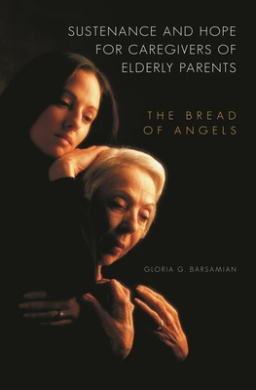 SUSTENANCE AND HOPE
FOR CAREGIVERS OF
ELDERLY PARENTS
THE BREAD
OF ANGELS
GLORIA G. BARSAMIAN